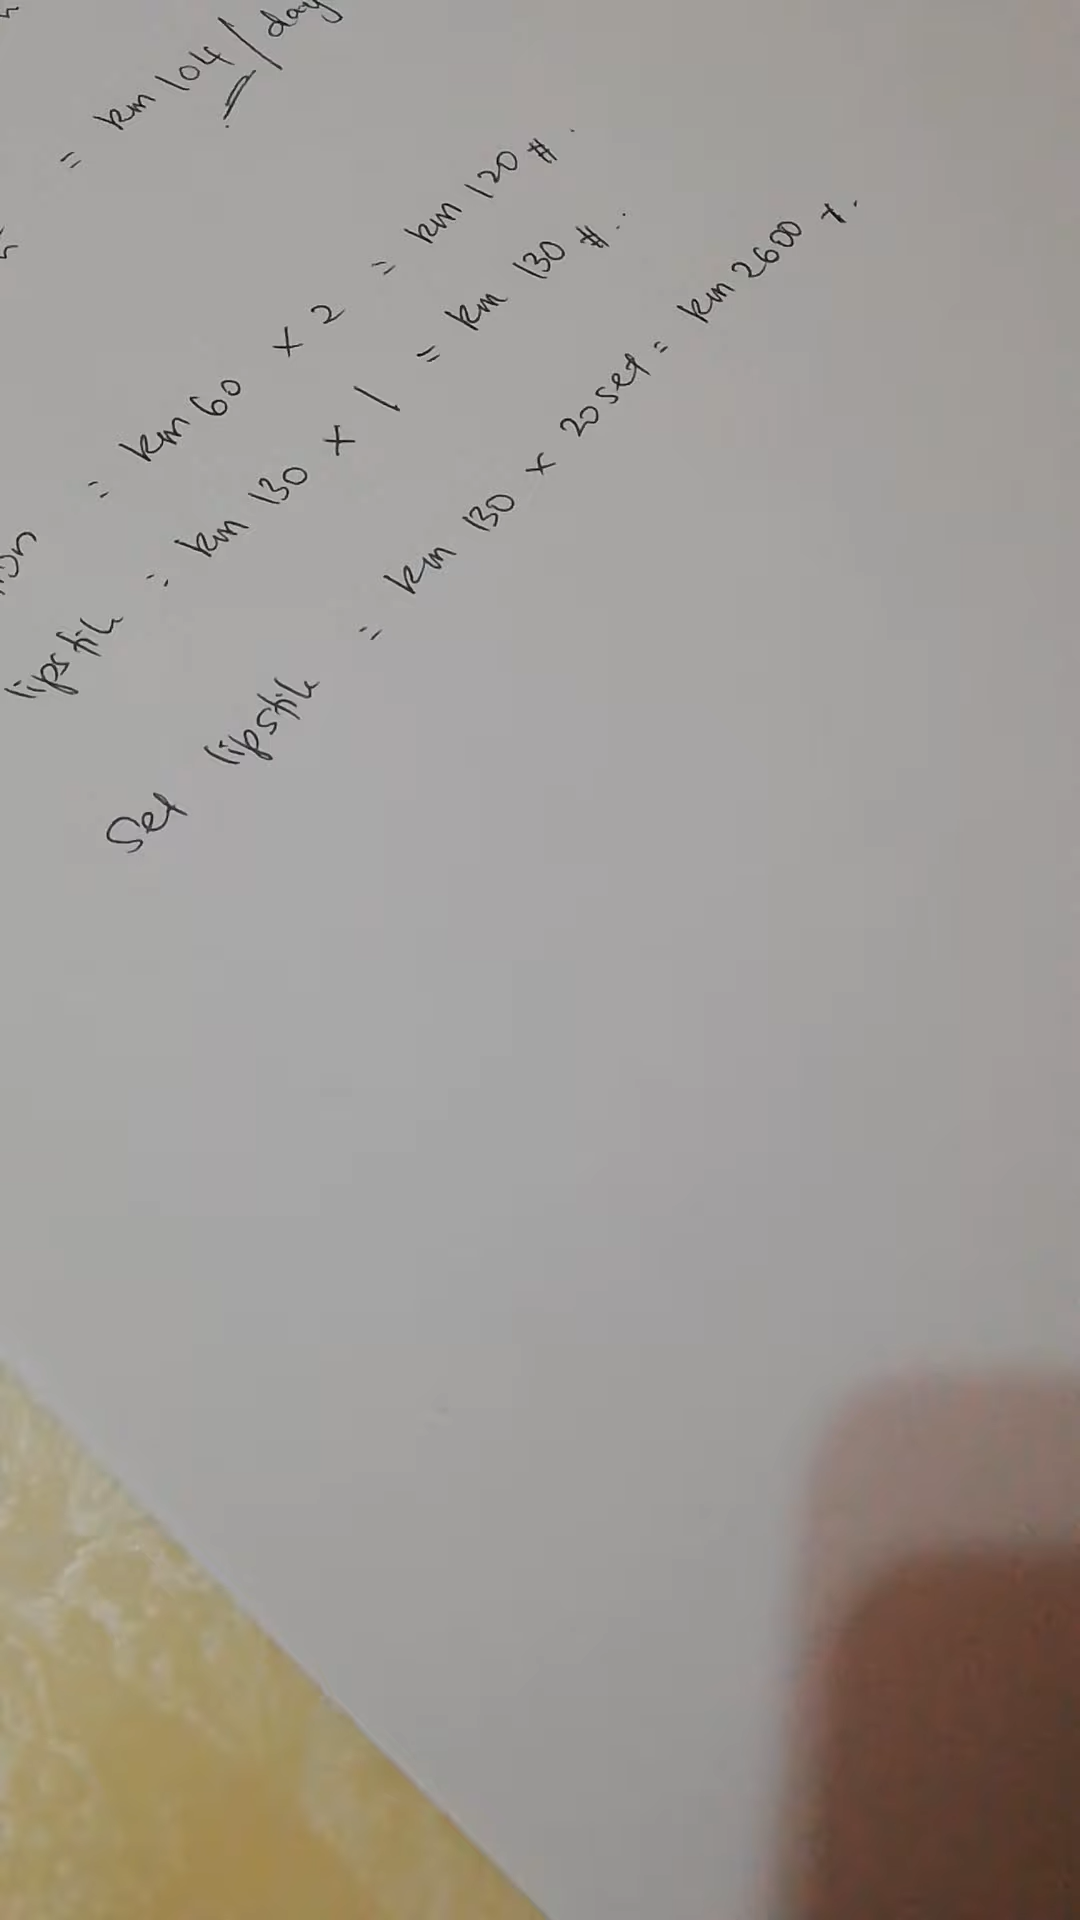 = RM 104/day
= RM 60 x 2 = RM 120 #.
lipstik = RM 130 x 1 = RM 130 #..
Set lipstik = RM 130 x 20 set = RM 2600